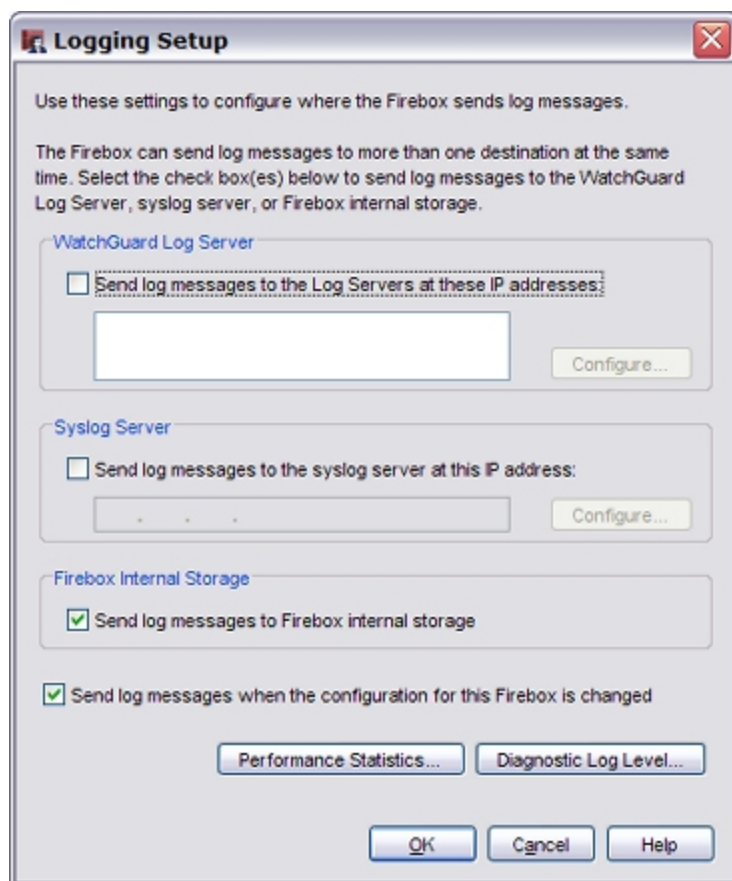 Logging Setup
Use these settings to configure where the Firebox sends log messages.
The Firebox can send log messages to more than one destination at the same
time. Select the check box(es) below to send log messages to the WatchGuard
Log Server, syslog server, or Firebox internal storage.
WatchGuard Log Server
Send log messages to the Log Servers at these IP addresses:
Configure...
Syslog Server
Send log messages to the syslog server at this IP address:
. . .
Configure...
Firebox Internal Storage
Send log messages to Firebox internal storage
Send log messages when the configuration for this Firebox is changed
Performance Statistics... Diagnostic Log Level...
OK Cancel Help